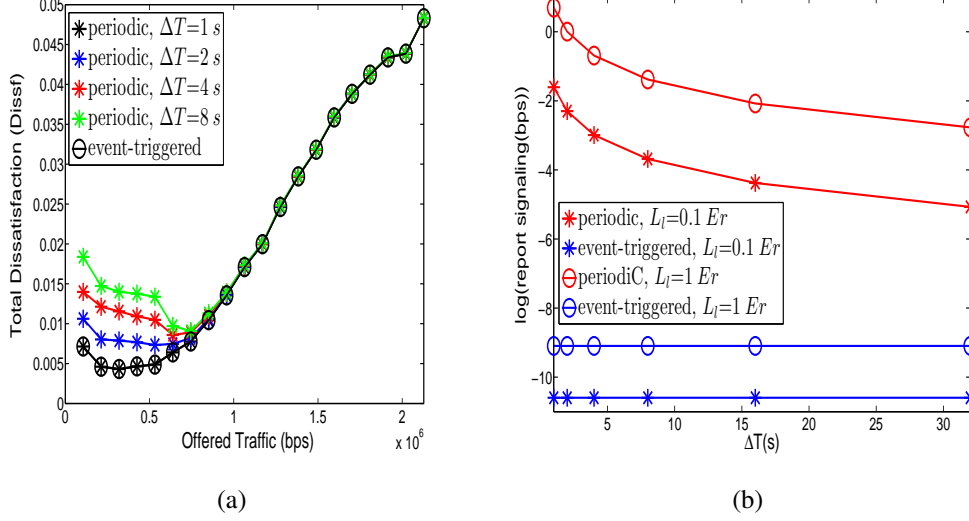 0.05
0.045
0.04
0.035
0.03
0.025
0.02
0.015
0.01
0.005
0
Total Dissatisfaction (Dissf)
periodic, ΔT=1 s
periodic, ΔT=2 s
periodic, ΔT=4 s
periodic, ΔT=8 s
event-triggered
0 0.5 1 1.5 2
x 10^6
Offered Traffic (bps)
(a)
0
−2
−4
−6
−8
−10
log(report signaling(bps))
periodic, L_l=0.1 Er
event-triggered, L_l=0.1 Er
periodiC, L_l=1 Er
event-triggered, L_l=1 Er
5 10 15 20 25 30
ΔT(s)
(b)